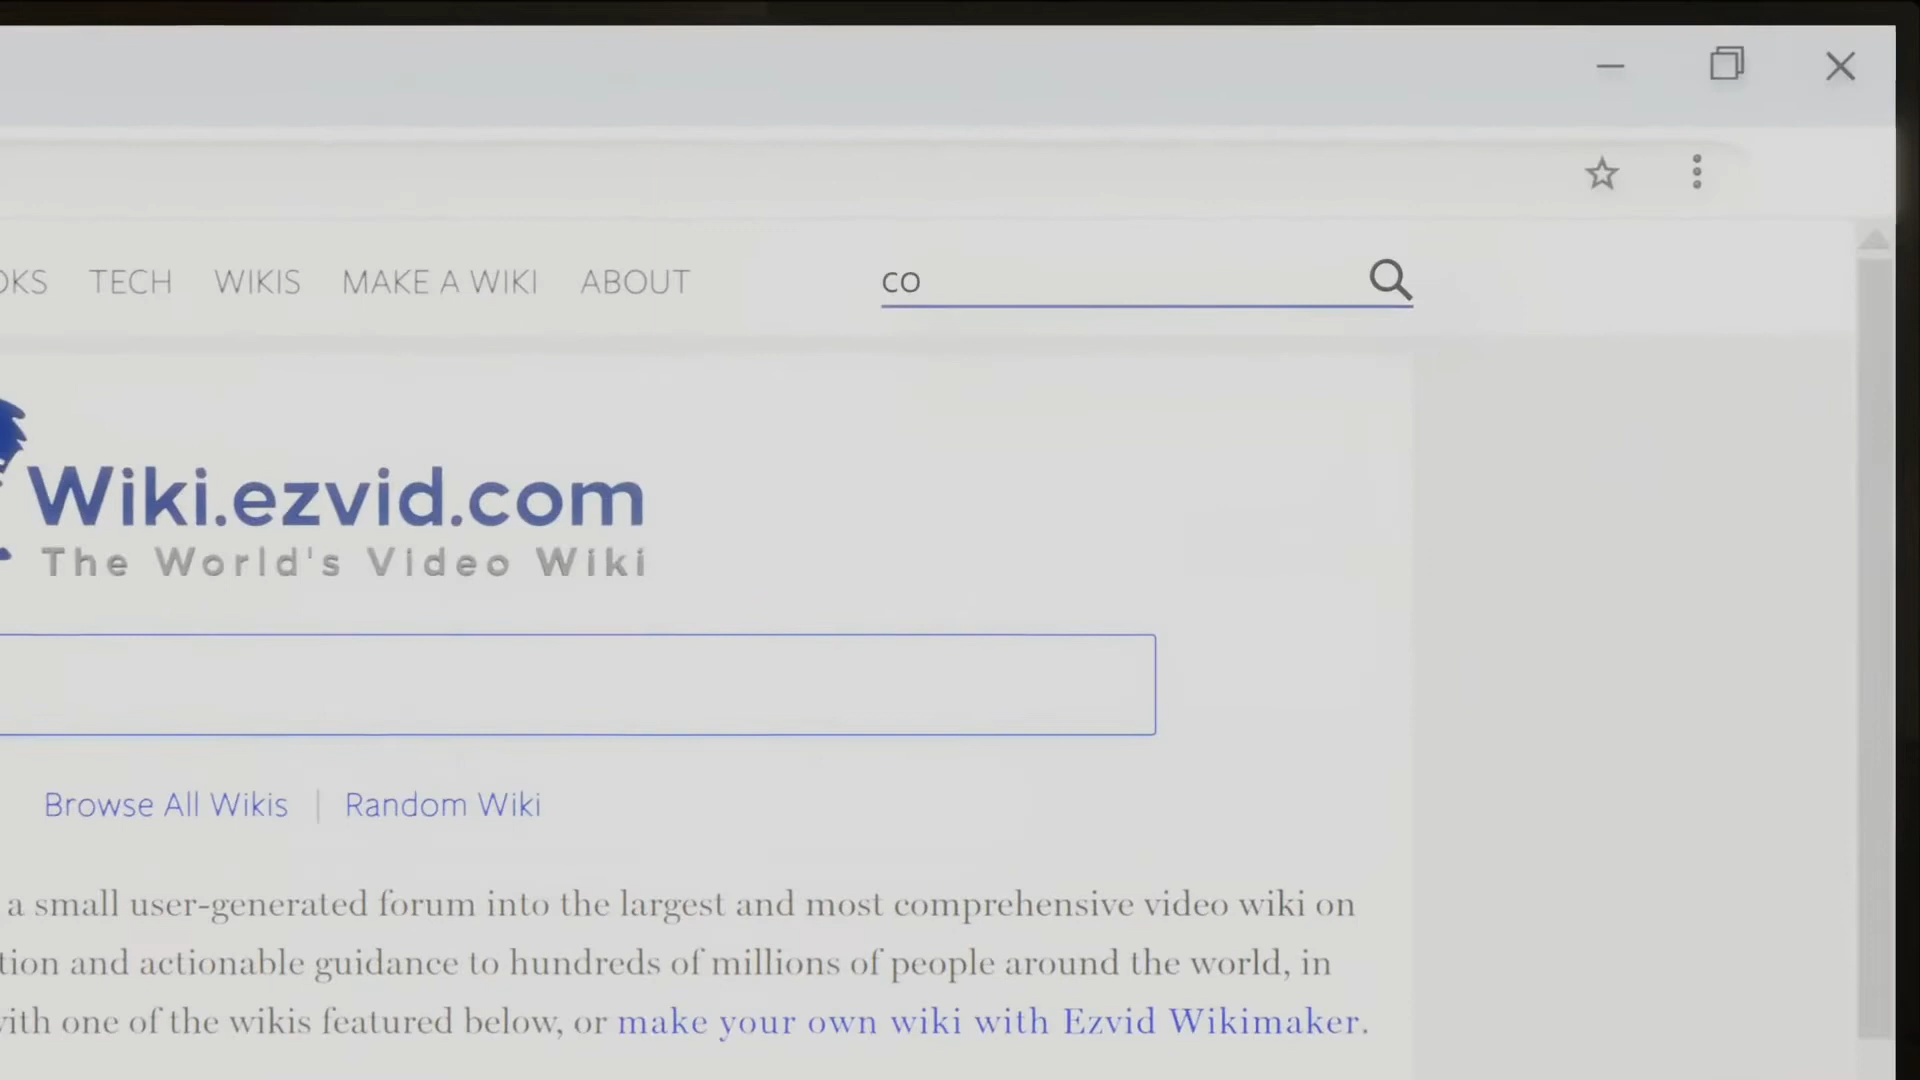 OKS TECH WIKIS MAKE A WIKI ABOUT co
Wiki.ezvid.com
The World's Video Wiki
Browse All Wikis | Random Wiki
a small user-generated forum into the largest and most comprehensive video wiki on
tion and actionable guidance to hundreds of millions of people around the world, in
with one of the wikis featured below, or make your own wiki with Ezvid Wikimaker.